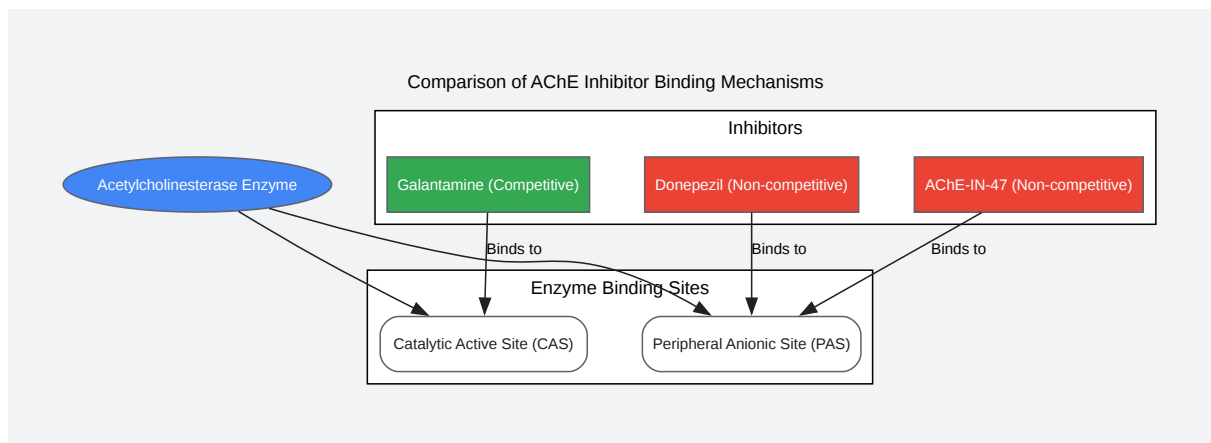 Comparison of AChE Inhibitor Binding Mechanisms
Inhibitors
Acetylcholinesterase Enzyme
Galantamine (Competitive)
Donepezil (Non-competitive)
AChE-IN-47 (Non-competitive)
Binds to
Binds to
Binds to
Enzyme Binding Sites
Catalytic Active Site (CAS)
Peripheral Anionic Site (PAS)